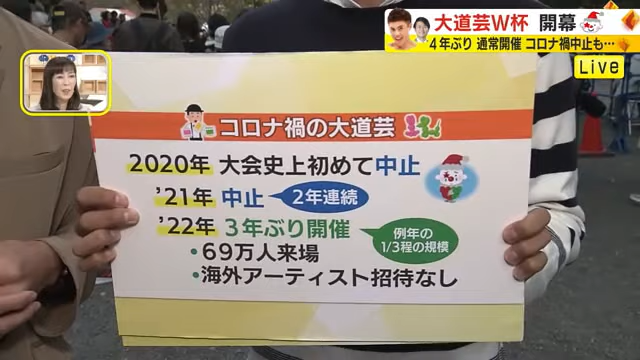 大道芸W杯 開幕
4年ぶり 通常開催 コロナ禍中止も…
Live
コロナ禍の大道芸
2020年 大会史上初めて中止
'21年 中止 2年連続
'22年 3年ぶり開催
例年の
1/3程の規模
・69万人来場
・海外アーティスト招待なし